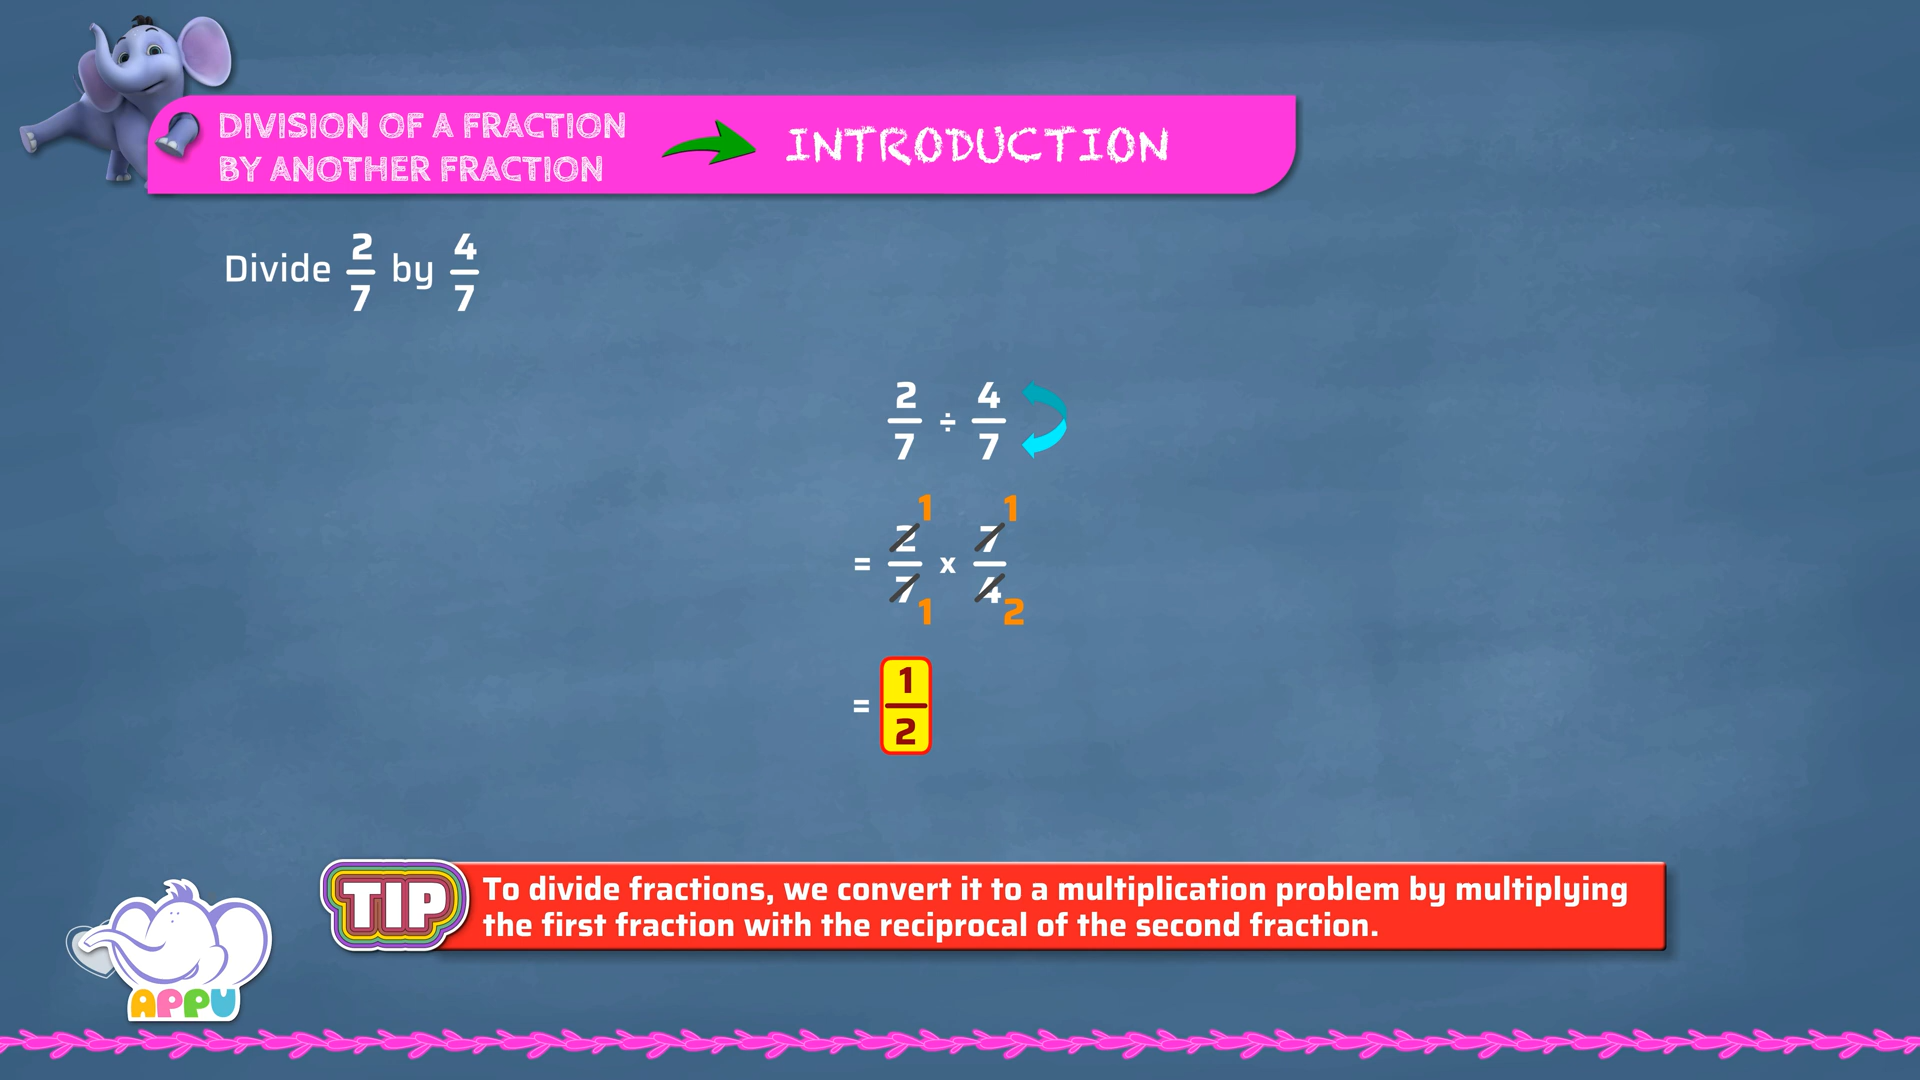 DIVISION OF A FRACTION
BY ANOTHER FRACTION
INTRODUCTION
Divide 2/7 by 4/7
2/7 ÷ 4/7
1 1
= 2/7 x 7/4
1 2
= 1/2
TIP
To divide fractions, we convert it to a multiplication problem by multiplying
the first fraction with the reciprocal of the second fraction.
APPU